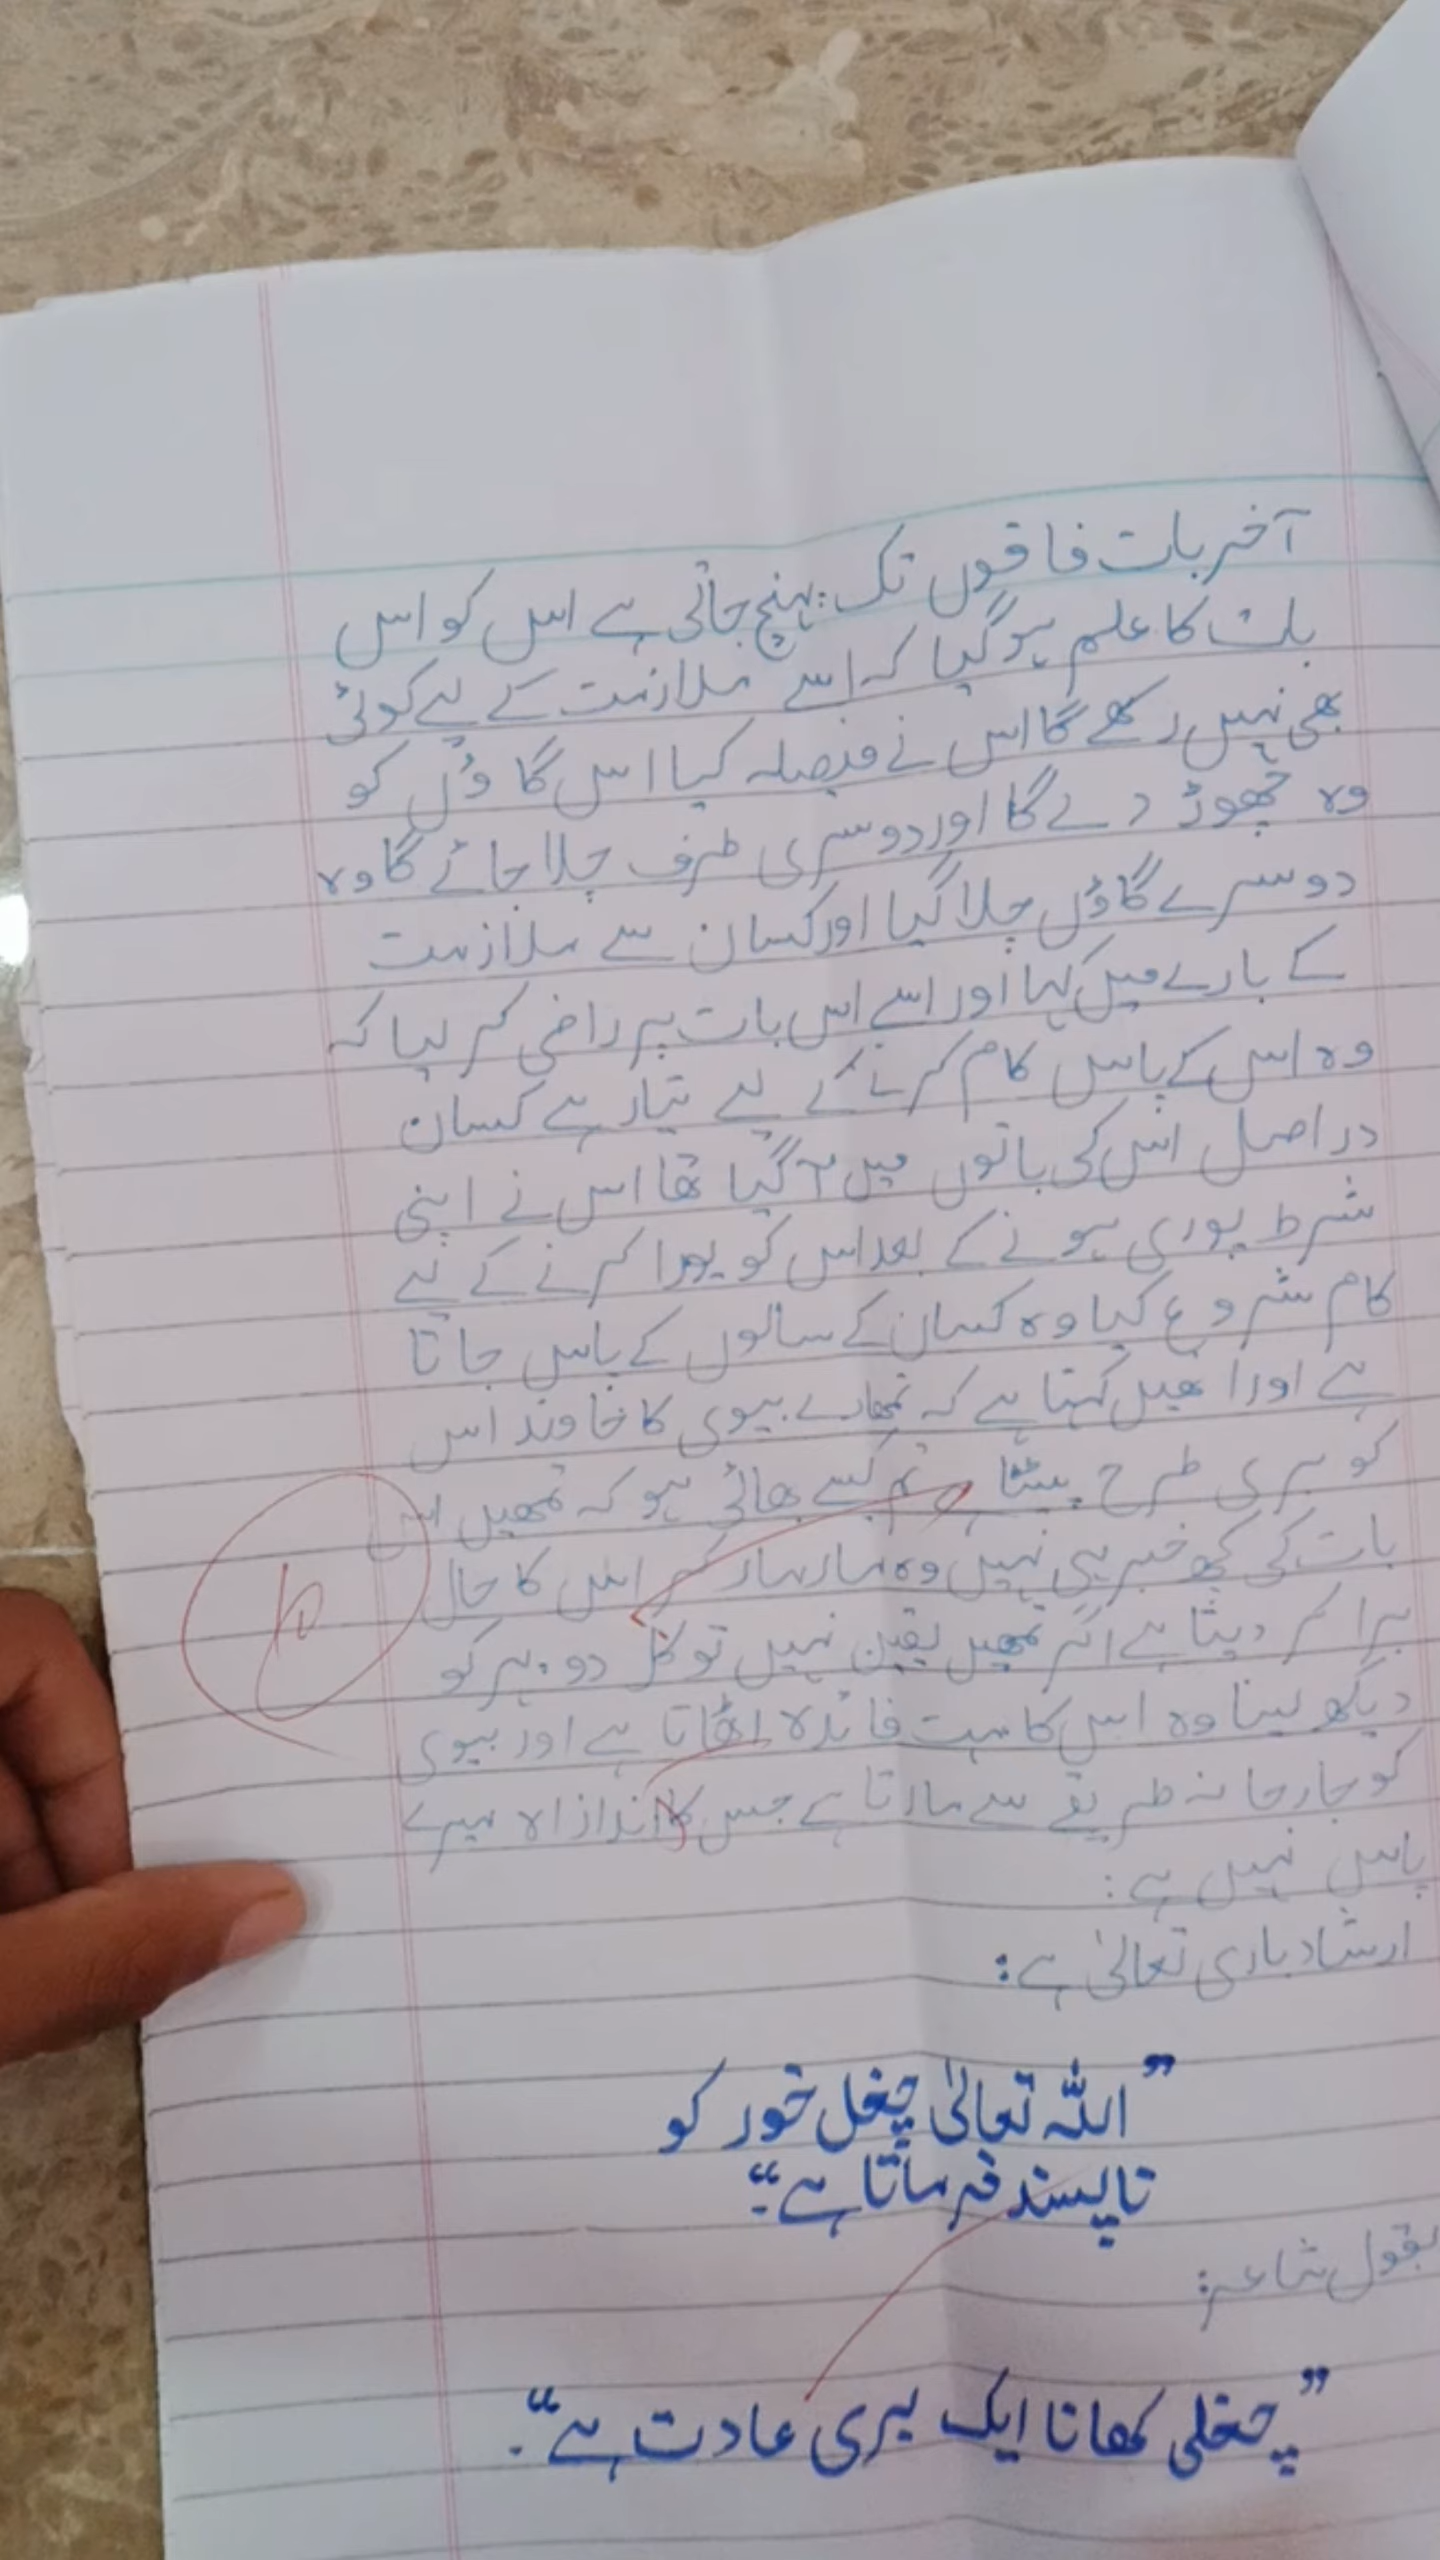 آخر بات فاقوں تک پہنچ جاتی ہے اس کو اس
بات کا علم ہو گیا کہ اسے ملازمت کے لیے کوئی
بھی نہیں رکھے گا اس نے فیصلہ کیا اس گاؤں کو
وہ چھوڑ دے گا اور دوسری طرف چلا جائے گا وہ
دوسرے گاؤں چلا گیا اور کسان سے ملازمت
کے بارے میں کہا اور اسے اس بات پر راضی کر لیا کہ
وہ اس کے پاس کام کرنے کے لیے تیار ہے کسان
دراصل اس کی باتوں میں آ گیا تھا اس نے اپنی
شرط پوری ہونے کے بعد اس کو پورا کرنے کے لیے
کام شروع کیا وہ کسان کے سالوں کے پاس جاتا
ہے اور انھیں کہتا ہے کہ تمھارے بیوی کا خاوند اس
کو بری طرح پیٹتا ہے تم کیسے بھائی ہو کہ تمھیں اس
بات کی کچھ خبر ہی نہیں وہ مار مار کر اس کا حال
برا کر دیتا ہے اگر تمھیں یقین نہیں تو کل دوپہر کو
دیکھ لینا وہ اس کا بہت فائدہ اٹھاتا ہے اور بیوی
کو جارحانہ طریقے سے مارتا ہے جس کا اندازاہ میرے
پاس نہیں ہے:
ارشاد باری تعالیٰ ہے:
”اللہ تعالیٰ چغل خور کو
ناپسند فرماتا ہے“۔
بقول شاعر:
”چغلی کھانا ایک بری عادت ہے“۔